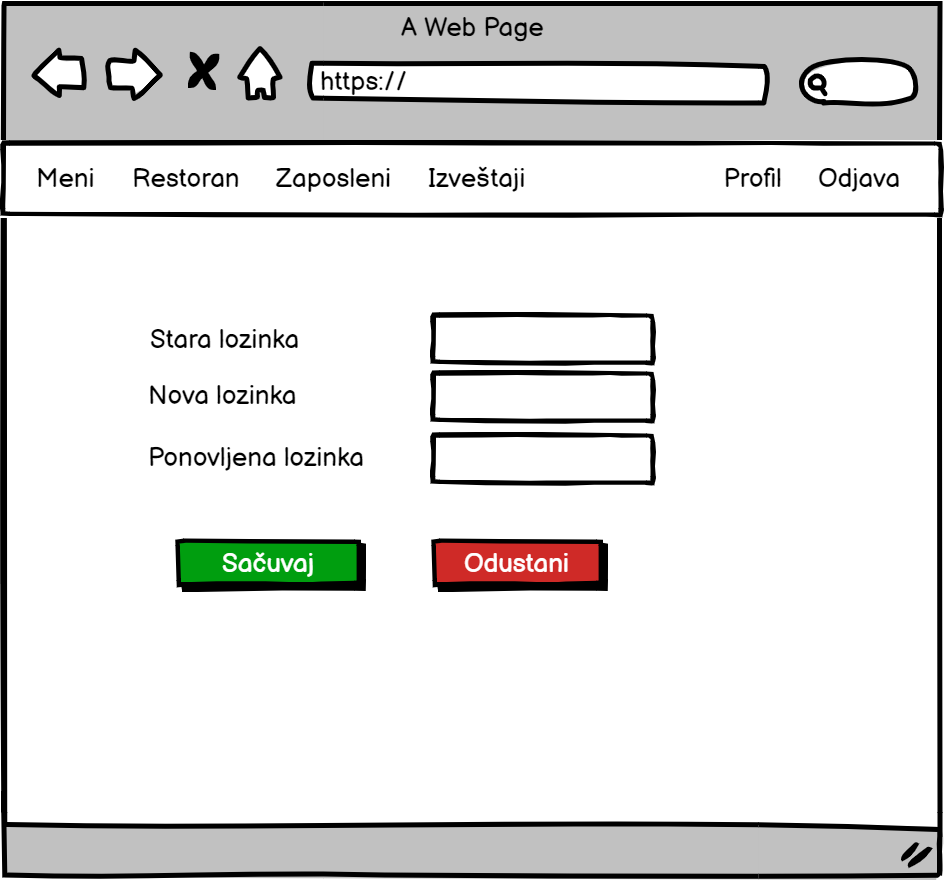 A Web Page
https://
Meni Restoran Zaposleni Izveštaji Profil Odjava
Stara lozinka
Nova lozinka
Ponovljena lozinka
Sačuvaj Odustani